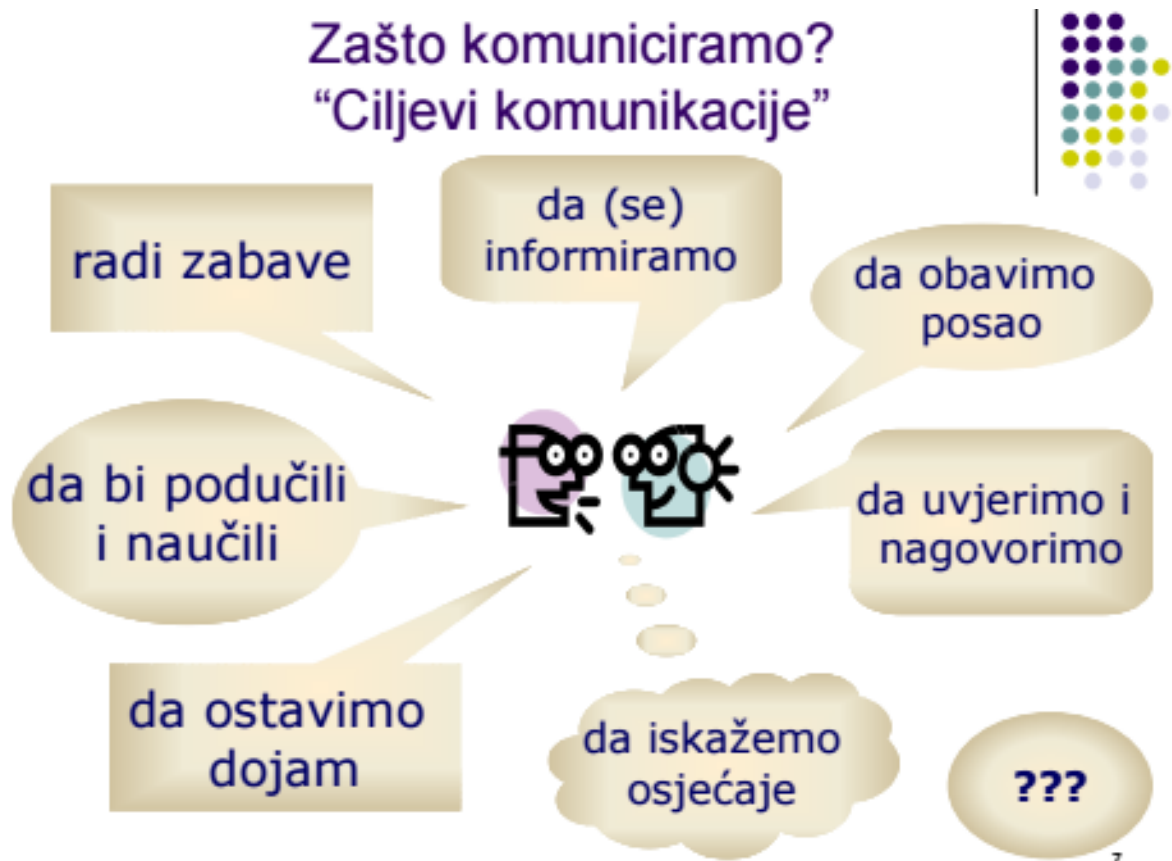 Zašto komuniciramo?
“Ciljevi komunikacije”
radi zabave
da (se)
informiramo
da obavimo
posao
da bi podučili
i naučili
da uvjerimo i
nagovorimo
da ostavimo
dojam
da iskažemo
osjećaje
???